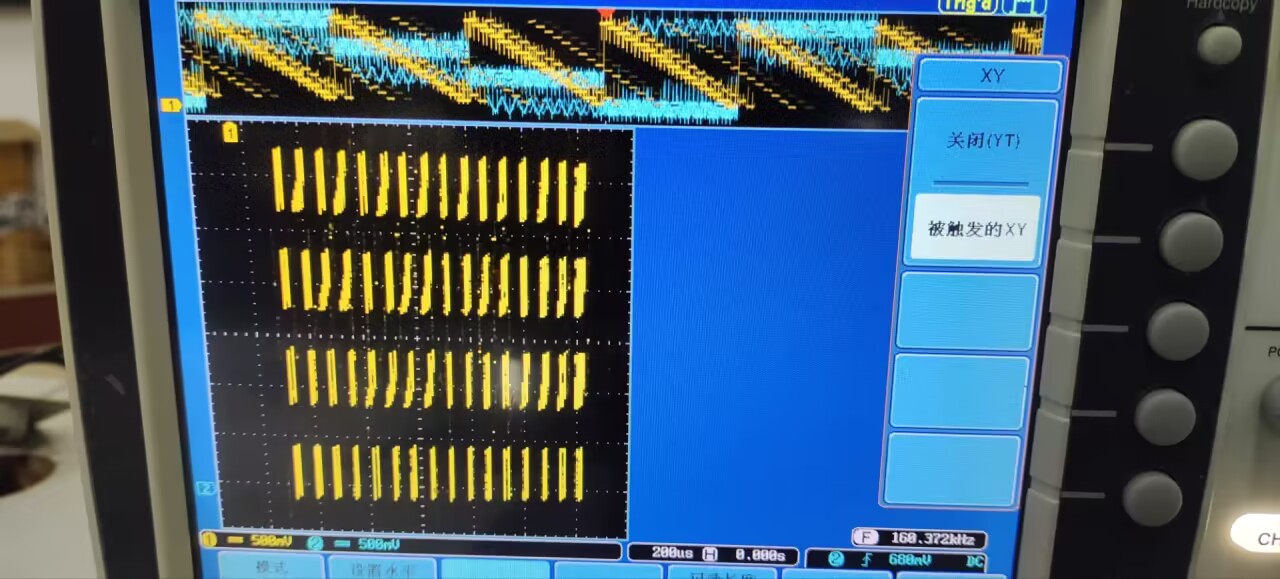 Hardcopy
Trig'd
XY
1
1
关闭(YT)
被触发的XY
2
1 500mV 2 500mV
200us H 0.000s
F 160.372kHz
2 680mV DC
模式
设置水平
CH